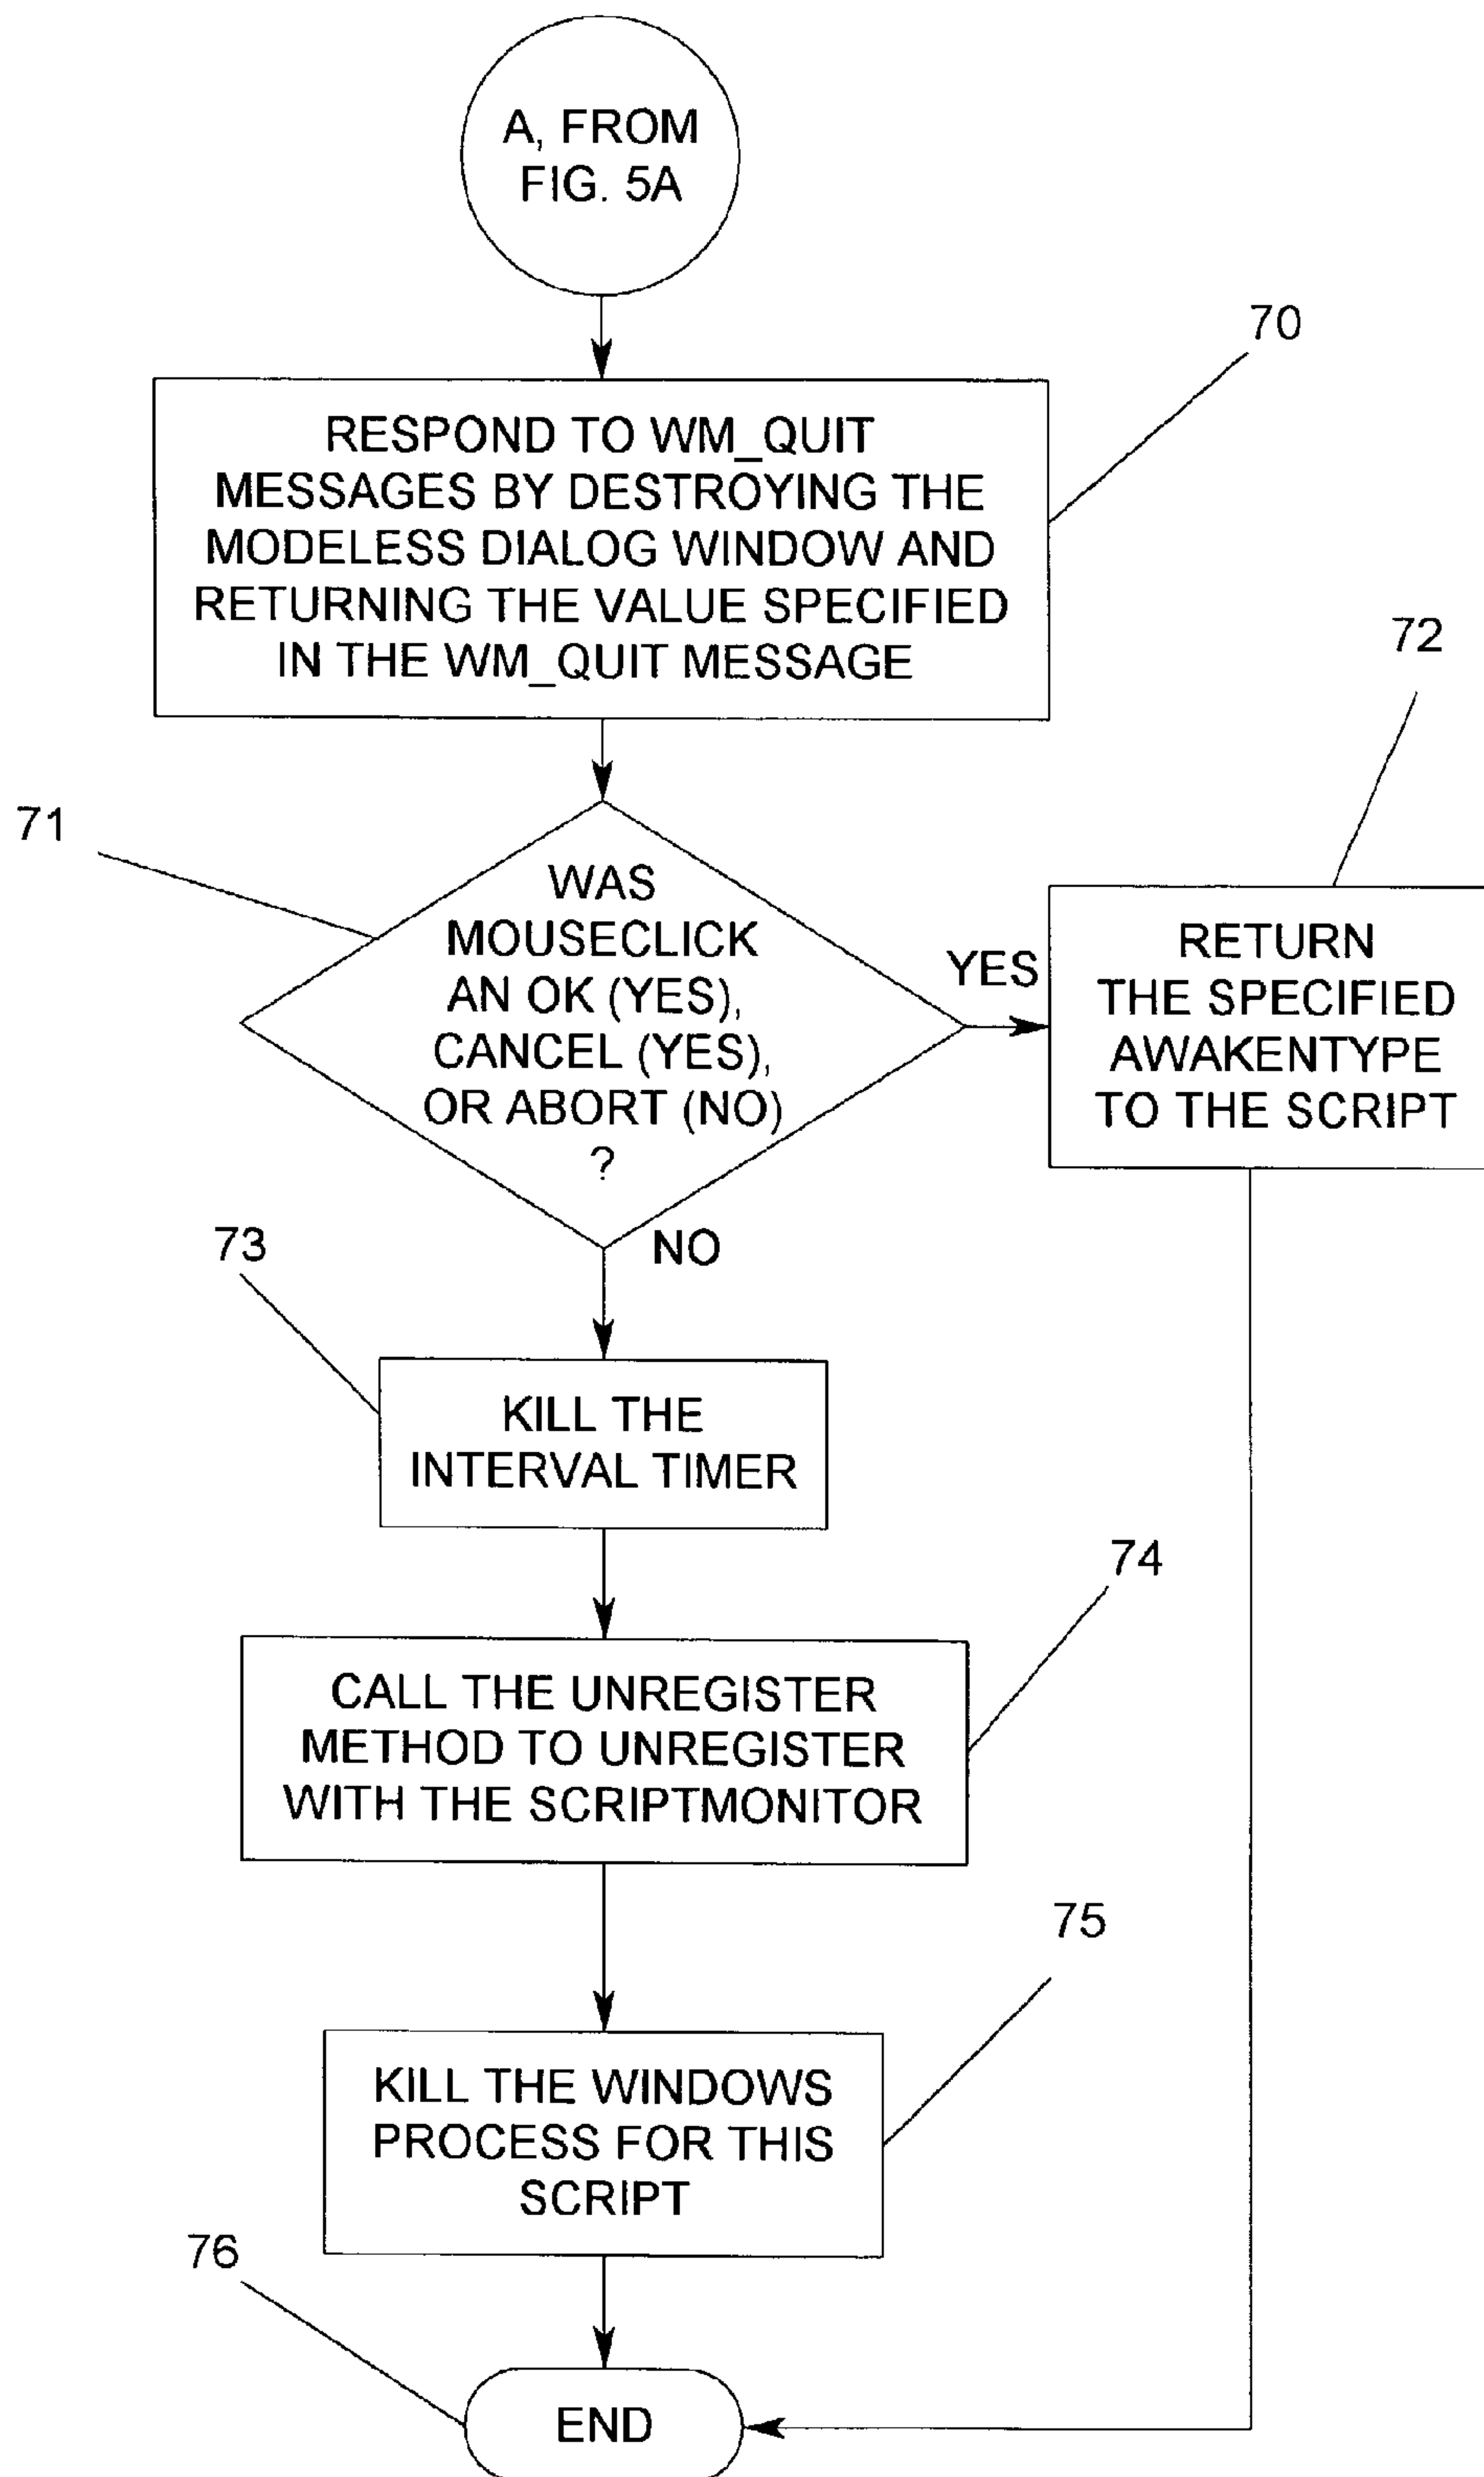 A, FROM
FIG. 5A
70
RESPOND TO WM_QUIT
MESSAGES BY DESTROYING THE
MODELESS DIALOG WINDOW AND
RETURNING THE VALUE SPECIFIED
IN THE WM_QUIT MESSAGE
72
71
WAS
MOUSECLICK
AN OK (YES),
CANCEL (YES),
OR ABORT (NO)
?
YES
RETURN
THE SPECIFIED
AWAKENTYPE
TO THE SCRIPT
NO
73
KILL THE
INTERVAL TIMER
74
CALL THE UNREGISTER
METHOD TO UNREGISTER
WITH THE SCRIPTMONITOR
75
KILL THE WINDOWS
PROCESS FOR THIS
SCRIPT
76
END